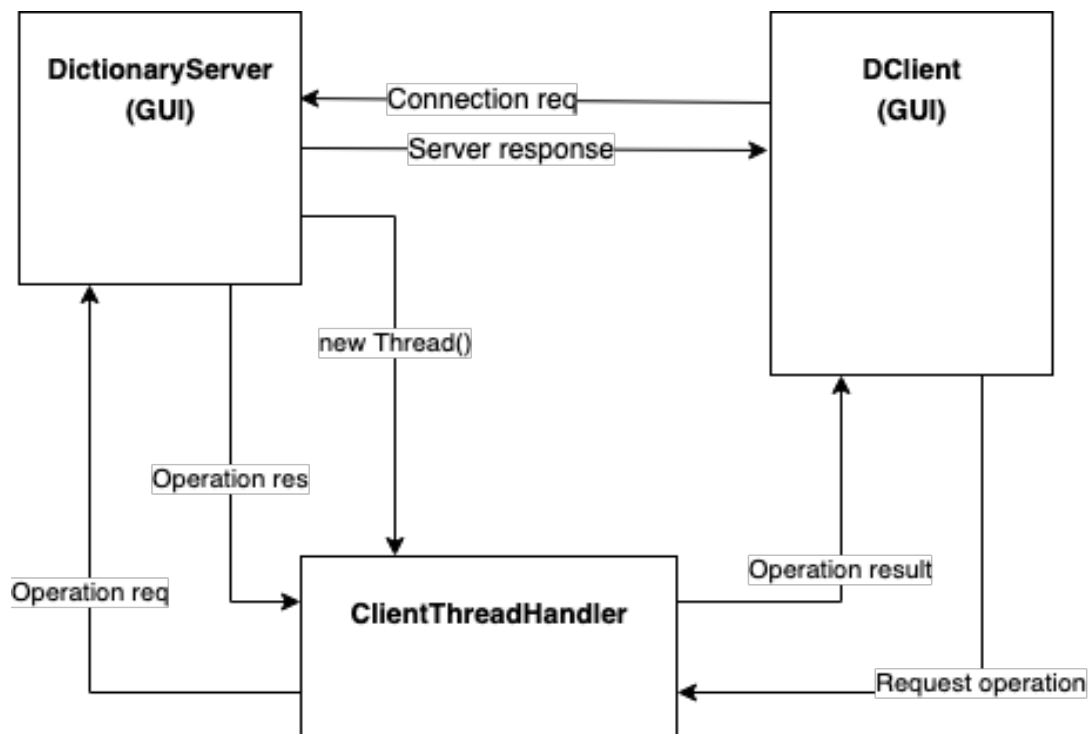 DictionaryServer
(GUI)
DClient
(GUI)
Connection req
Server response
new Thread()
Operation res
Operation req
Operation result
ClientThreadHandler
Request operation